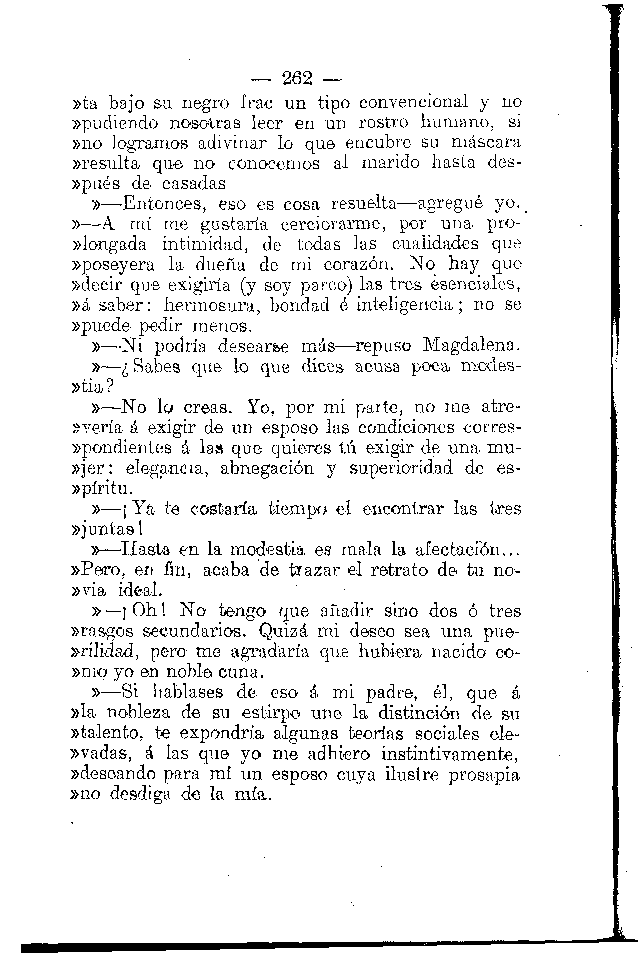 — 262 —
»ta bajo su negro frac un tipo convencional y no
»pudiendo nosotras leer en un rostro humano, si
»no logramos adivinar lo que encubre su máscara
»resulta que no conocemos al marido hasta des-
»pués de casadas
»—Entonces, eso es cosa resuelta—agregué yo.
»—A mí me gustaría cerciorarme, por una pro-
»longada intimidad, de todas las cualidades que
»poseyera la dueña de mi corazón. No hay que
»decir que exigiría (y soy parco) las tres esenciales,
»á saber: hermosura, bondad é inteligencia; no se
»puede pedir menos.
»—Ni podría desearse más—repuso Magdalena.
»—¿Sabes que lo que dices acusa poca modes-
»tia?
»—No lo creas. Yo, por mi parte, no me atre-
»vería á exigir de un esposo las condiciones corres-
»pondientes á las que quieres tú exigir de una mu-
»jer: elegancia, abnegación y superioridad de es-
»píritu.
»—¡Ya te costaría tiempo el encontrar las tres
»juntas!
»—Hasta en la modestia es mala la afectación...
»Pero, en fin, acaba de trazar el retrato de tu no-
»via ideal.
»—¡Oh! No tengo que añadir sino dos ó tres
»rasgos secundarios. Quizá mi deseo sea una pue-
»rilidad, pero me agradaría que hubiera nacido co-
»mo yo en noble cuna.
»—Si hablases de eso á mi padre, él, que á
»la nobleza de su estirpe une la distinción de su
»talento, te expondría algunas teorías sociales ele-
»vadas, á las que yo me adhiero instintivamente,
»deseando para mí un esposo cuya ilustre prosapia
»no desdiga de la mía.